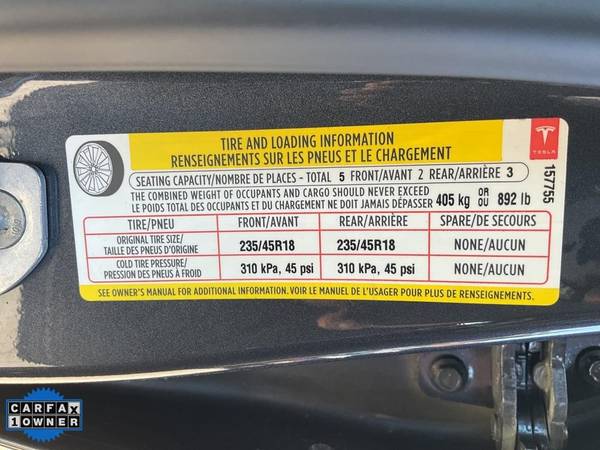 TIRE AND LOADING INFORMATION
RENSEIGNEMENTS SUR LES PNEUS ET LE CHARGEMENT
SEATING CAPACITY/NOMBRE DE PLACES - TOTAL 5 FRONT/AVANT 2 REAR/ARRIÈRE 3
THE COMBINED WEIGHT OF OCCUPANTS AND CARGO SHOULD NEVER EXCEED
LE POIDS TOTAL DES OCCUPANTS ET DU CHARGEMENT NE DOIT JAMAIS DÉPASSER 405 kg OR OU 892 lb
TIRE/PNEU FRONT/AVANT REAR/ARRIÈRE SPARE/DE SECOURS
ORIGINAL TIRE SIZE/
TAILLE DES PNEUS D'ORIGINE 235/45R18 235/45R18 NONE/AUCUN
COLD TIRE PRESSURE/
PRESSION DES PNEUS À FROID 310 kPa, 45 psi 310 kPa, 45 psi NONE/AUCUN
SEE OWNER'S MANUAL FOR ADDITIONAL INFORMATION. VOIR LE MANUEL DE L'USAGER POUR PLUS DE RENSEIGNEMENTS.
TESLA
157755
CARFAX
1 OWNER